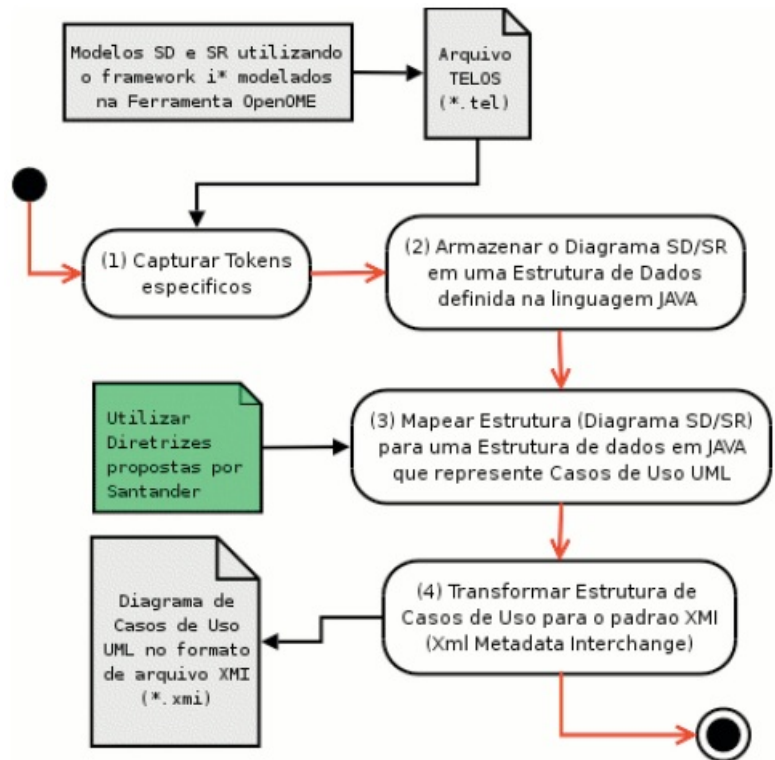 Modelos SD e SR utilizando
o framework i* modelados
na Ferramenta OpenOME
Arquivo
TELOS
(*.tel)
(1) Capturar Tokens
especificos
(2) Armazenar o Diagrama SD/SR
em uma Estrutura de Dados
definida na linguagem JAVA
Utilizar
Diretrizes
propostas por
Santander
(3) Mapear Estrutura (Diagrama SD/SR)
para uma Estrutura de dados em JAVA
que represente Casos de Uso UML
Diagrama de
Casos de Uso
UML no formato
de arquivo XMI
(*.xmi)
(4) Transformar Estrutura de
Casos de Uso para o padrao XMI
(Xml Metadata Interchange)